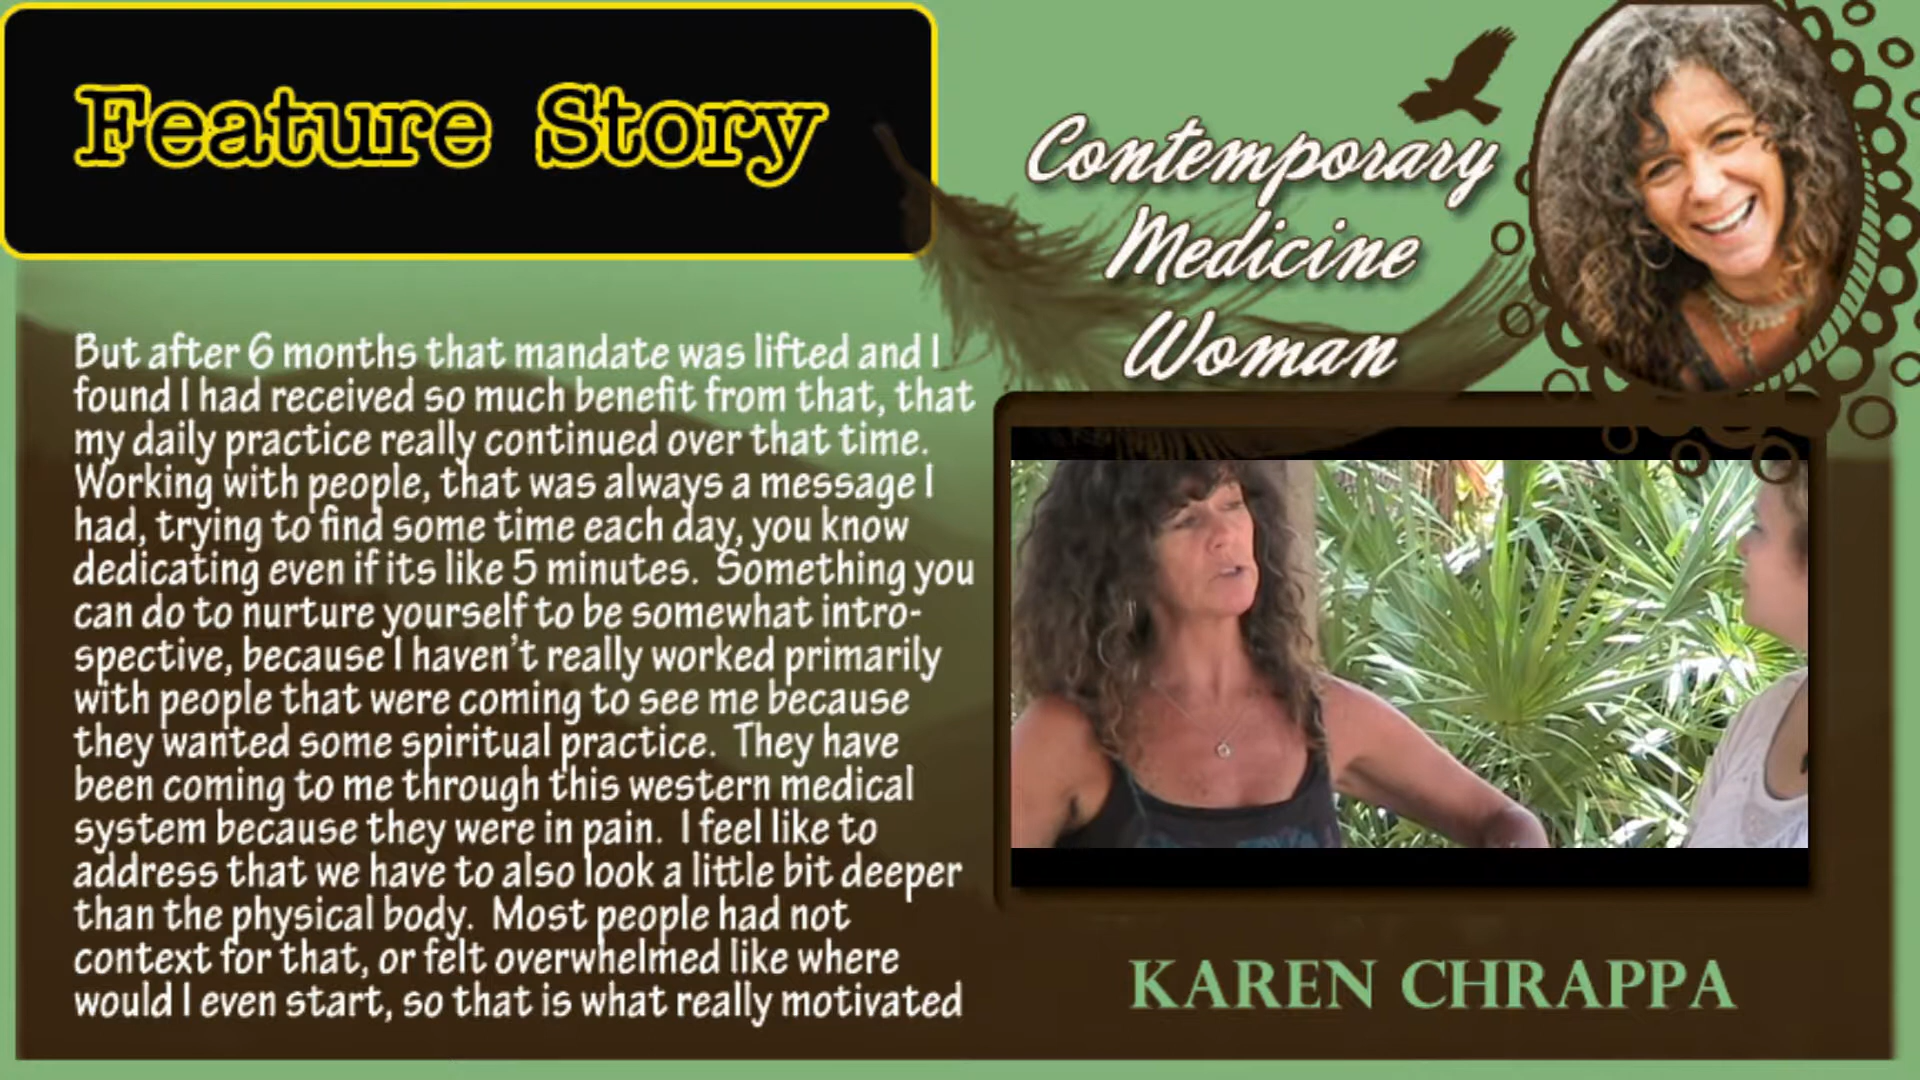 Feature Story
Contemporary
Medicine
Woman
But after 6 months that mandate was lifted and I
found I had received so much benefit from that, that
my daily practice really continued over that time.
Working with people, that was always a message I
had, trying to find some time each day, you know
dedicating even if its like 5 minutes.  Something you
can do to nurture yourself to be somewhat intro-
spective, because I haven't really worked primarily
with people that were coming to see me because
they wanted some spiritual practice.  They have
been coming to me through this western medical
system because they were in pain.  I feel like to
address that we have to also look a little bit deeper
than the physical body.  Most people had not
context for that, or felt overwhelmed like where
would I even start, so that is what really motivated
KAREN CHRAPPA